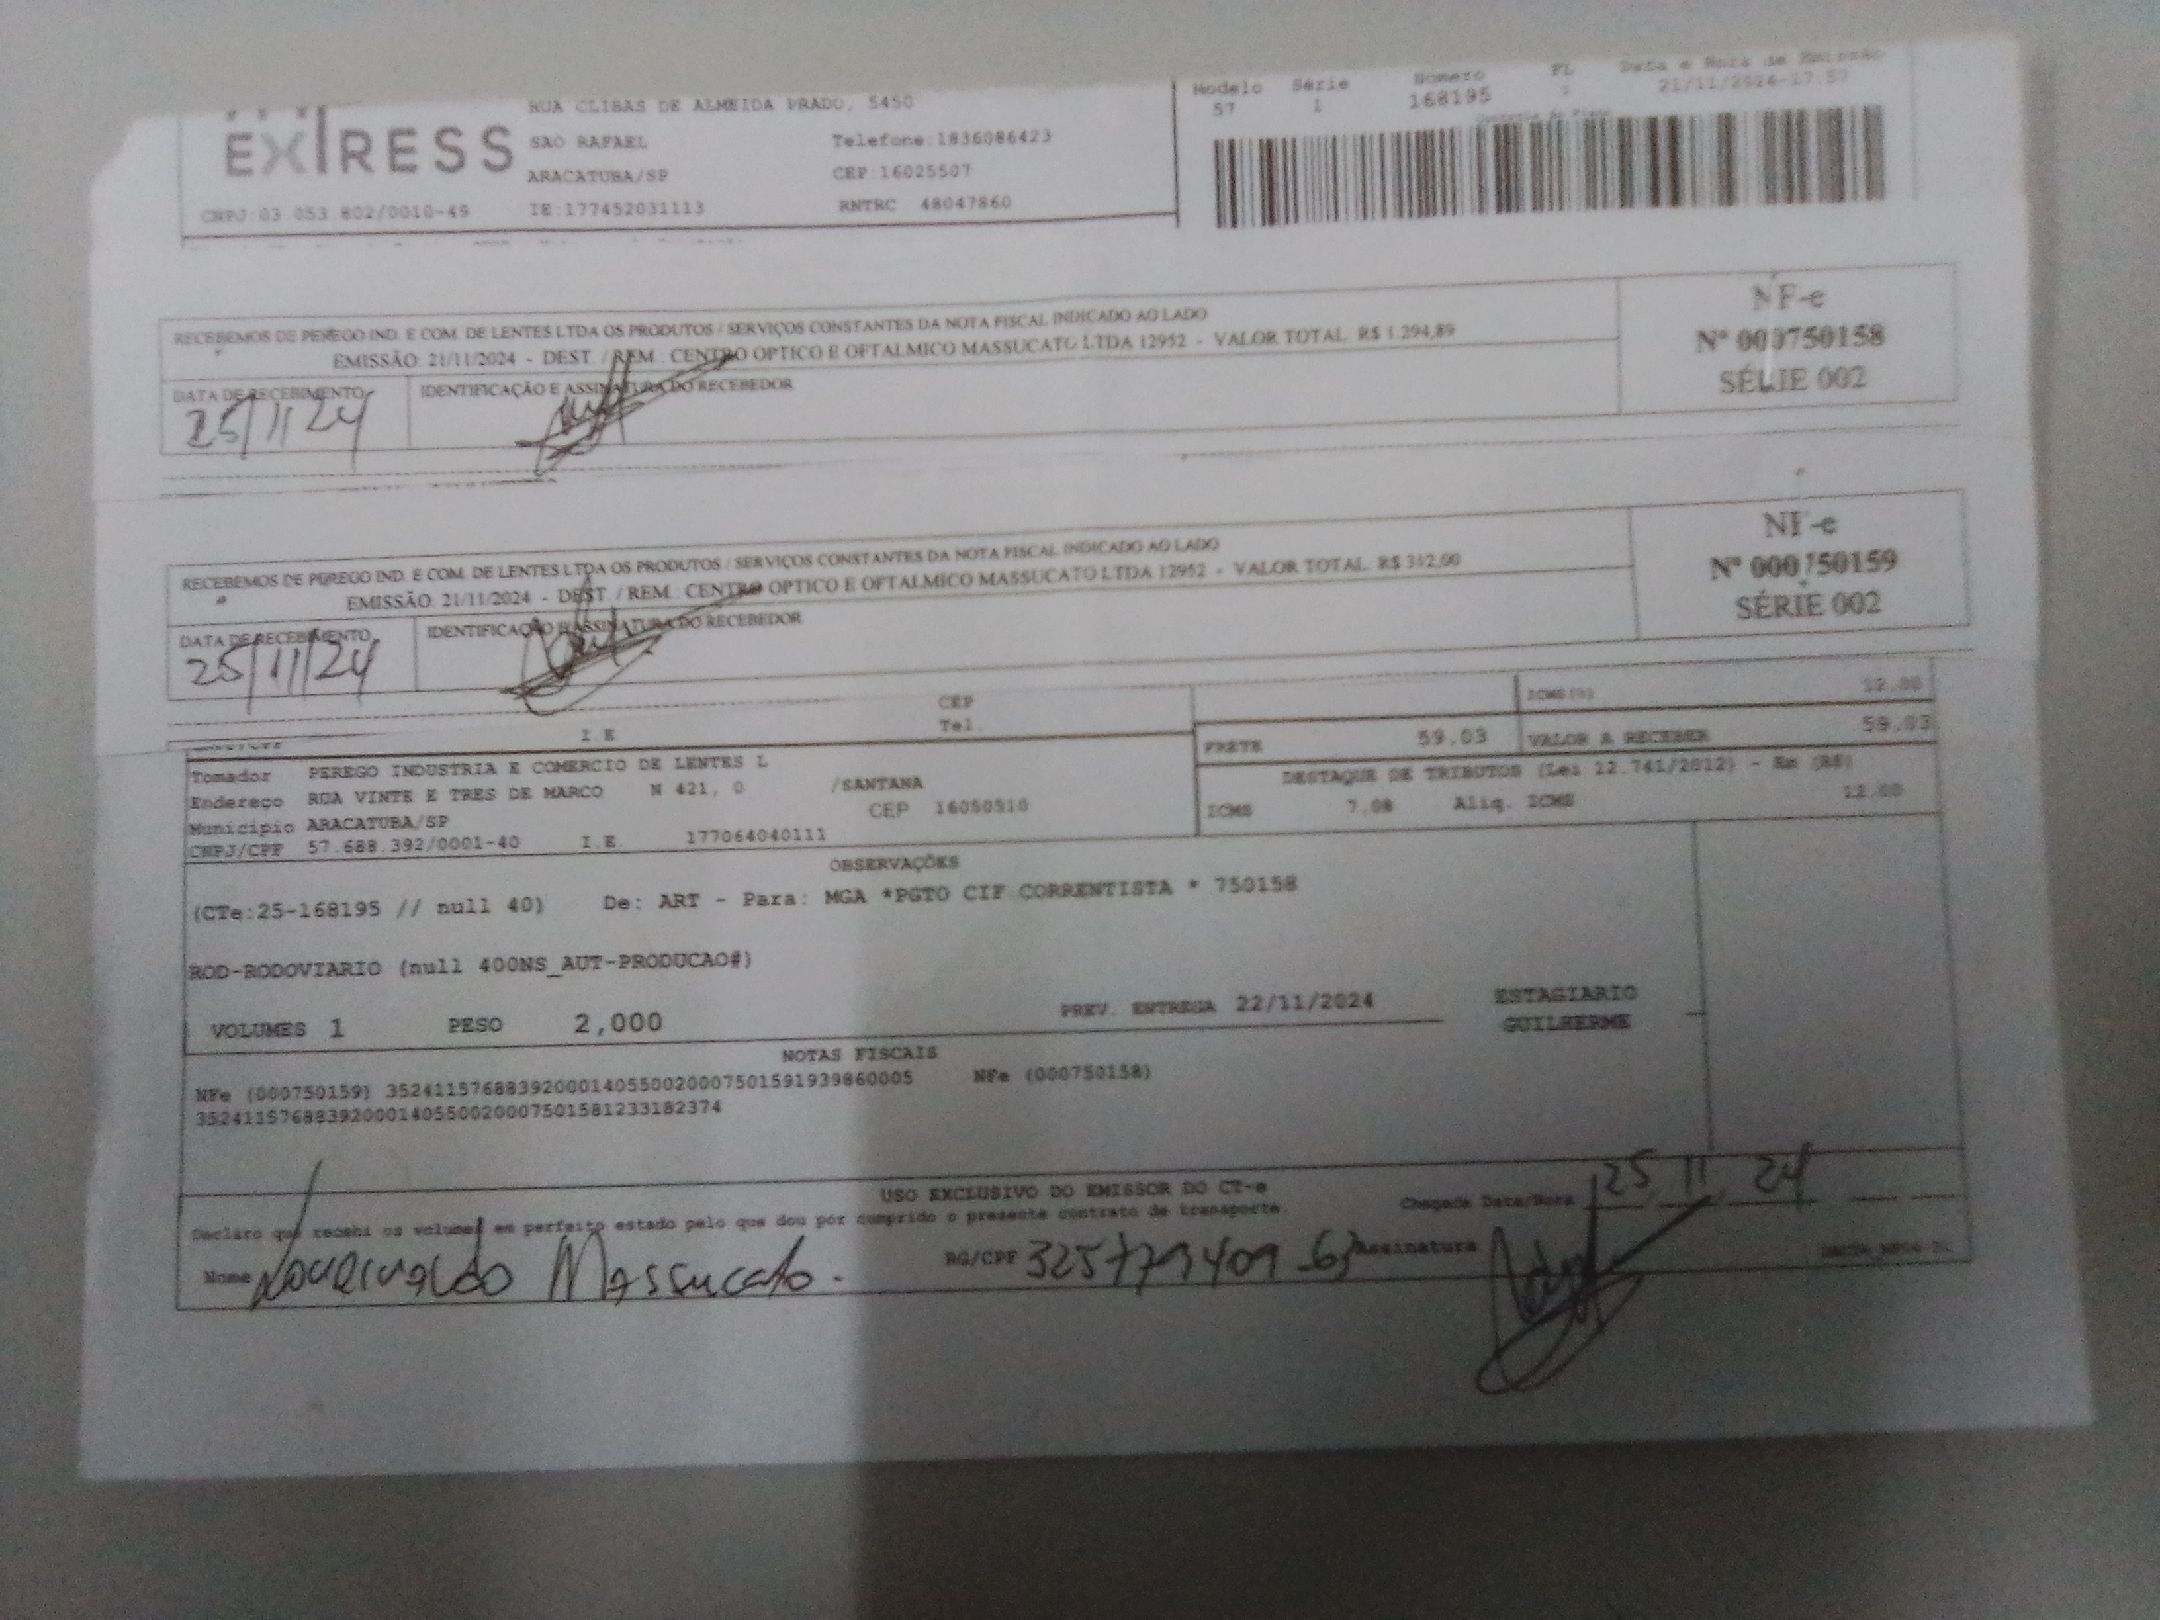 EXPRESS
RUA CLIBAS DE ALMEIDA PRADO, 5450
SAO RAFAEL Telefone:1836086423
ARACATUBA/SP CEP:16025507
CNPJ:03 053 802/0010-49 IE:177452031113 RNTRC 48047860
Modelo Série Número FL Data e Hora de Emissão
57 1 168195 1 21/11/2024-17:57
RECEBEMOS DE PEREGO IND. E COM. DE LENTES LTDA OS PRODUTOS / SERVIÇOS CONSTANTES DA NOTA FISCAL INDICADO AO LADO
EMISSÃO: 21/11/2024 - DEST. / REM.: CENTRO OPTICO E OFTALMICO MASSUCATO LTDA 12952 - VALOR TOTAL: R$ 1.294,89
DATA DE RECEBIMENTO IDENTIFICAÇÃO E ASSINATURA DO RECEBEDOR
25/11/24
NF-e
Nº 000750158
SÉRIE 002
RECEBEMOS DE PEREGO IND. E COM. DE LENTES LTDA OS PRODUTOS / SERVIÇOS CONSTANTES DA NOTA FISCAL INDICADO AO LADO
EMISSÃO: 21/11/2024 - DEST. / REM.: CENTRO OPTICO E OFTALMICO MASSUCATO LTDA 12952 - VALOR TOTAL: R$ 312,00
DATA DE RECEBIMENTO IDENTIFICAÇÃO E ASSINATURA DO RECEBEDOR
25/11/24
NF-e
Nº 000750159
SÉRIE 002
CEP
I.E Tel.
ICMS(%) 12.00
FRETE 59.03 VALOR A RECEBER 59.03
DESTAQUE DE TRIBUTOS (Lei 12.741/2012) - Em (R$)
ICMS 7.08 Aliq. ICMS 12.00
Tomador PEREGO INDUSTRIA E COMERCIO DE LENTES L
Endereço RUA VINTE E TRES DE MARCO N 421, 0 /SANTANA
Município ARACATUBA/SP CEP 16050510
CNPJ/CPF 57.688.392/0001-40 I.E. 177064040111
OBSERVAÇÕES
(CTe:25-168195 // null 40) De: ART - Para: MGA *PGTO CIF CORRENTISTA * 750158
ROD-RODOVIARIO (null 400NS_AUT-PRODUCAO#)
VOLUMES 1 PESO 2,000 PREV. ENTREGA 22/11/2024
ESTAGIARIO
GUILHERME
NOTAS FISCAIS
NFe (000750159) 35241157688392000140550020007501591939860005 NFe (000750158)
35241157688392000140550020007501581233182374
USO EXCLUSIVO DO EMISSOR DO CT-e
Declaro que recebi os volumes em perfeito estado pelo que dou por cumprido o presente contrato de transporte.
Chegada Data/Hora 25 11 24
Nome Massucato. RG/CPF 325779409-63 Assinatura